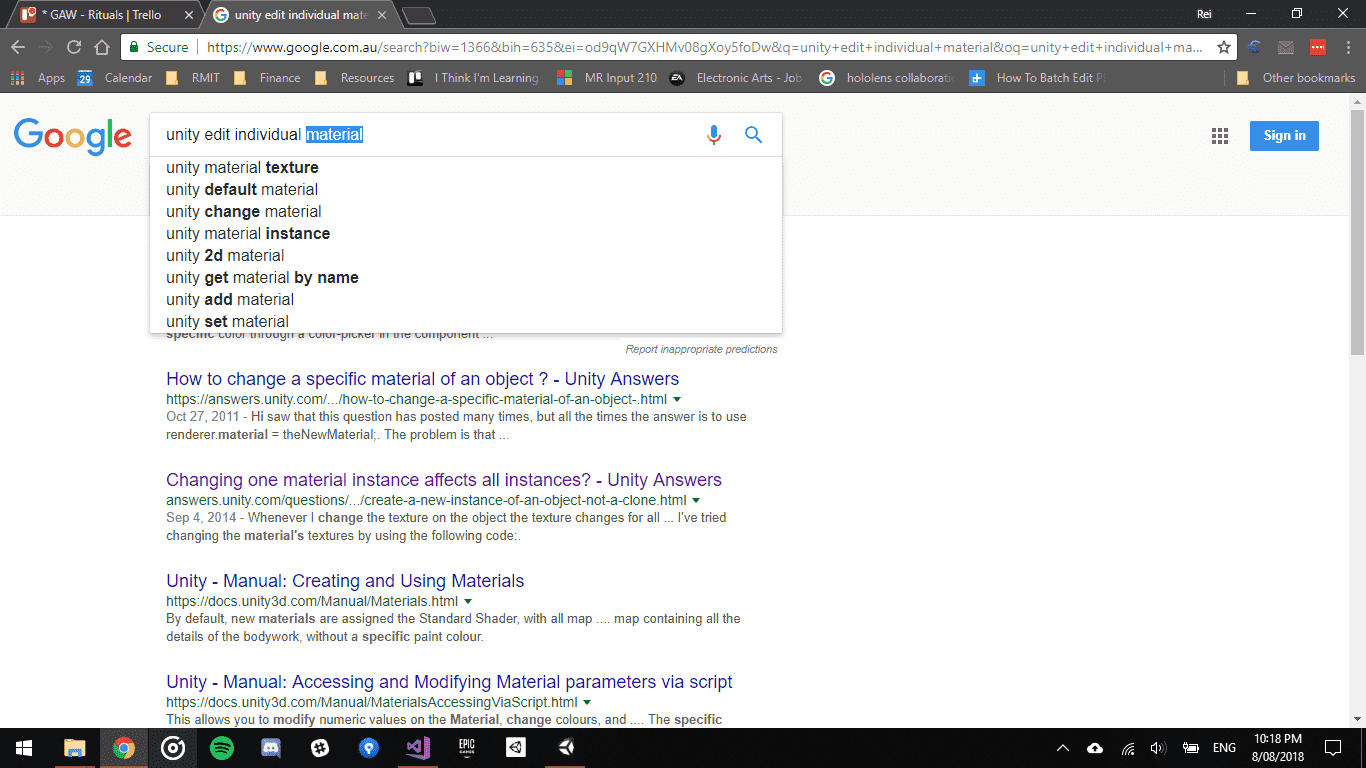 * GAW - Rituals | Trello
unity edit individual mate
Rei
Secure
https://www.google.com.au/search?biw=1366&bih=635&ei=od9qW7GXHMv08gXoy5foDw&q=unity+edit+individual+material&oq=unity+edit+individual+ma...
Apps
28
Calendar
RMIT
Finance
Resources
I Think I'm Learning
MR Input 210
Electronic Arts - Job
hololens collaboratio
How To Batch Edit P
Other bookmarks
Google
unity edit individual material
Sign in
unity material texture
unity default material
unity change material
unity material instance
unity 2d material
unity get material by name
unity add material
unity set material
specific color through a color-picker in the component ...
Report inappropriate predictions
How to change a specific material of an object ? - Unity Answers
https://answers.unity.com/.../how-to-change-a-specific-material-of-an-object-.html
Oct 27, 2011 - Hi saw that this question has posted many times, but all the times the answer is to use
renderer.material = theNewMaterial;. The problem is that ...
Changing one material instance affects all instances? - Unity Answers
answers.unity.com/questions/.../create-a-new-instance-of-an-object-not-a-clone.html
Sep 4, 2014 - Whenever I change the texture on the object the texture changes for all ... I've tried
changing the material's textures by using the following code:.
Unity - Manual: Creating and Using Materials
https://docs.unity3d.com/Manual/Materials.html
By default, new materials are assigned the Standard Shader, with all map .... map containing all the
details of the bodywork, without a specific paint colour.
Unity - Manual: Accessing and Modifying Material parameters via script
https://docs.unity3d.com/Manual/MaterialsAccessingViaScript.html
This allows you to modify numeric values on the Material, change colours, and .... The specific
EPIC
GAMES
ENG
10:18 PM
8/08/2018